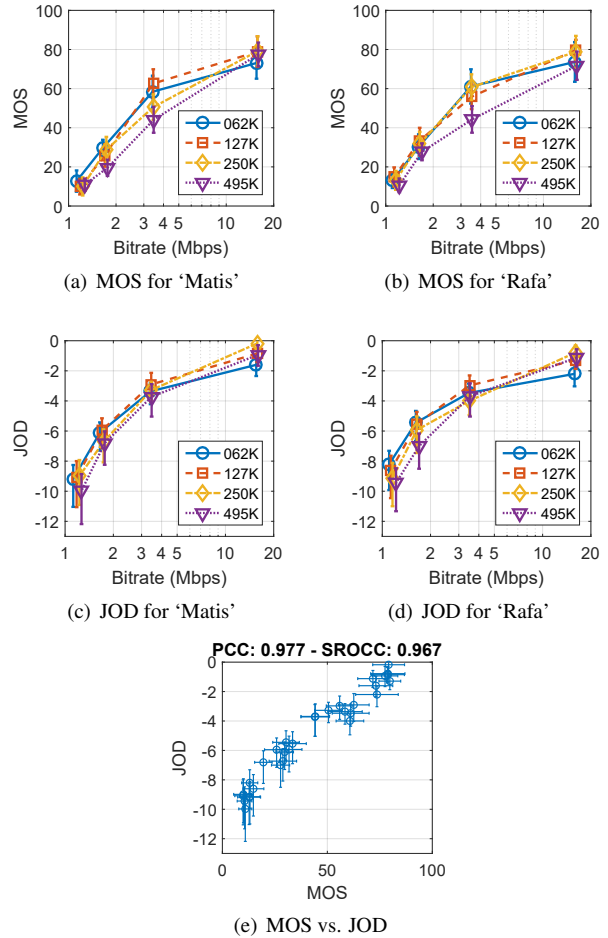 100
80
60
40
20
0
MOS
1 2 3 4 5 10 20
Bitrate (Mbps)
062K
127K
250K
495K
(a) MOS for ‘Matis’
100
80
60
40
20
0
MOS
1 2 3 4 5 10 20
Bitrate (Mbps)
062K
127K
250K
495K
(b) MOS for ‘Rafa’
0
-2
-4
-6
-8
-10
-12
JOD
1 2 3 4 5 10 20
Bitrate (Mbps)
062K
127K
250K
495K
(c) JOD for ‘Matis’
0
-2
-4
-6
-8
-10
-12
JOD
1 2 3 4 5 10 20
Bitrate (Mbps)
062K
127K
250K
495K
(d) JOD for ‘Rafa’
PCC: 0.977 - SROCC: 0.967
0
-2
-4
-6
-8
-10
-12
JOD
0 50 100
MOS
(e) MOS vs. JOD